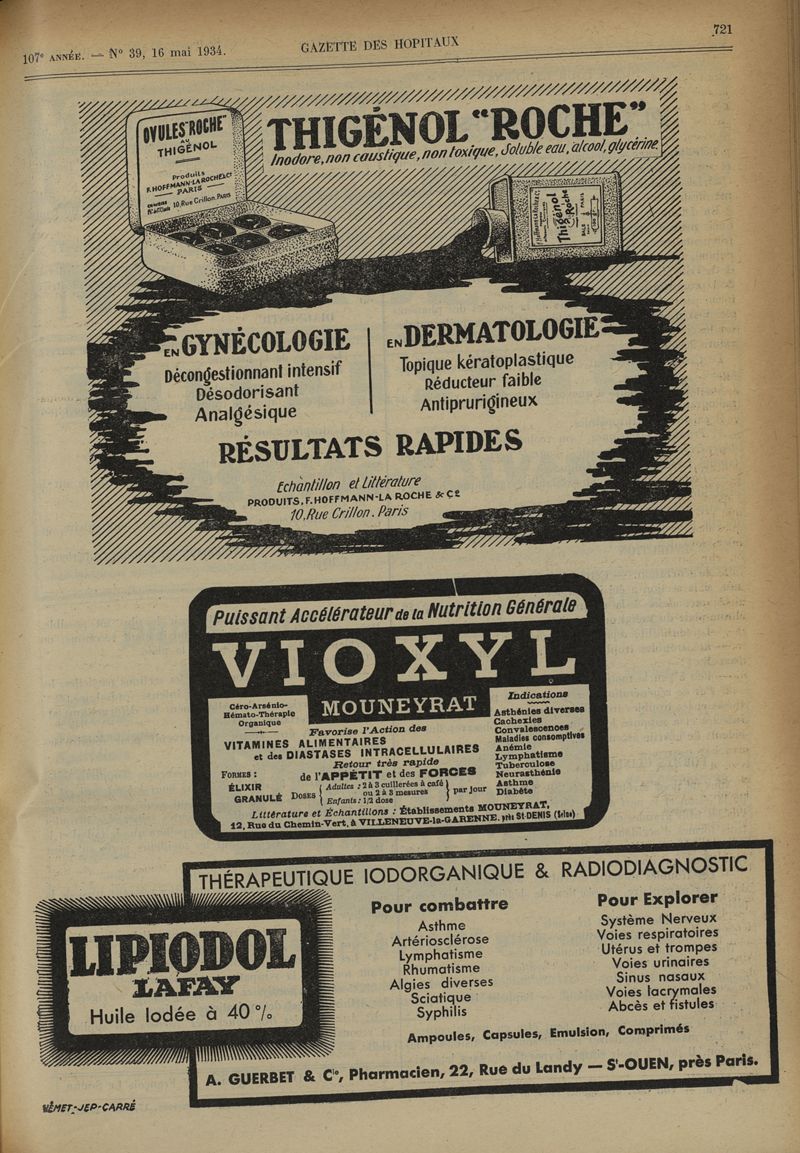 107e ANNÉE. — N° 39, 16 mai 1934.
GAZETTE DES HOPITAUX
721
OVULES "ROCHE"
AU
THIGÉNOL
Produits
F. HOFFMANN-LA ROCHE & Co
PARIS
10, Rue Crillon. PARIS
THIGÉNOL "ROCHE"
Inodore, non caustique, non toxique, Soluble eau, alcool, glycérine
Thigénol
Roche
EN GYNÉCOLOGIE
Décongestionnant intensif
Désodorisant
Analgésique
EN DERMATOLOGIE
Topique kératoplastique
Réducteur faible
Antiprurigineux
RÉSULTATS RAPIDES
Echantillon et Littérature
PRODUITS. F. HOFFMANN-LA ROCHE & Ce
10, Rue Crillon. Paris
Puissant Accélérateur de la Nutrition Générale
VIOXYL
MOUNEYRAT
Céro-Arsénio-
Hémato-Thérapie
Organique
Favorise l'Action des
VITAMINES ALIMENTAIRES
et des DIASTASES INTRACELLULAIRES
Retour très rapide
de l'APPÉTIT et des FORCES
FORMES :
ÉLIXIR
GRANULÉ
DOSES
Adultes : 2 à 3 cuillerées à café
ou 2 à 3 mesures
Enfants : 1/2 dose
par jour
Indications
Asthénies diverses
Cachexies
Convalescences
Maladies consomptives
Anémie
Lymphatisme
Tuberculose
Neurasthénie
Asthme
Diabète
Littérature et Échantillons : Établissements MOUNEYRAT,
12, Rue du Chemin-Vert, à VILLENEUVE-la-GARENNE, près St-DENIS (Seine)
THÉRAPEUTIQUE IODORGANIQUE & RADIODIAGNOSTIC
LIPIODOL
LAFAY
Huile Iodée à 40 %
Pour combattre
Asthme
Artériosclérose
Lymphatisme
Rhumatisme
Algies diverses
Sciatique
Syphilis
Pour Explorer
Système Nerveux
Voies respiratoires
Utérus et trompes
Voies urinaires
Sinus nasaux
Voies lacrymales
Abcès et fistules
Ampoules, Capsules, Emulsion, Comprimés
A. GUERBET & Cie, Pharmacien, 22, Rue du Landy — St-OUEN, près Paris.
VÉMET-JEP-CARRÉ